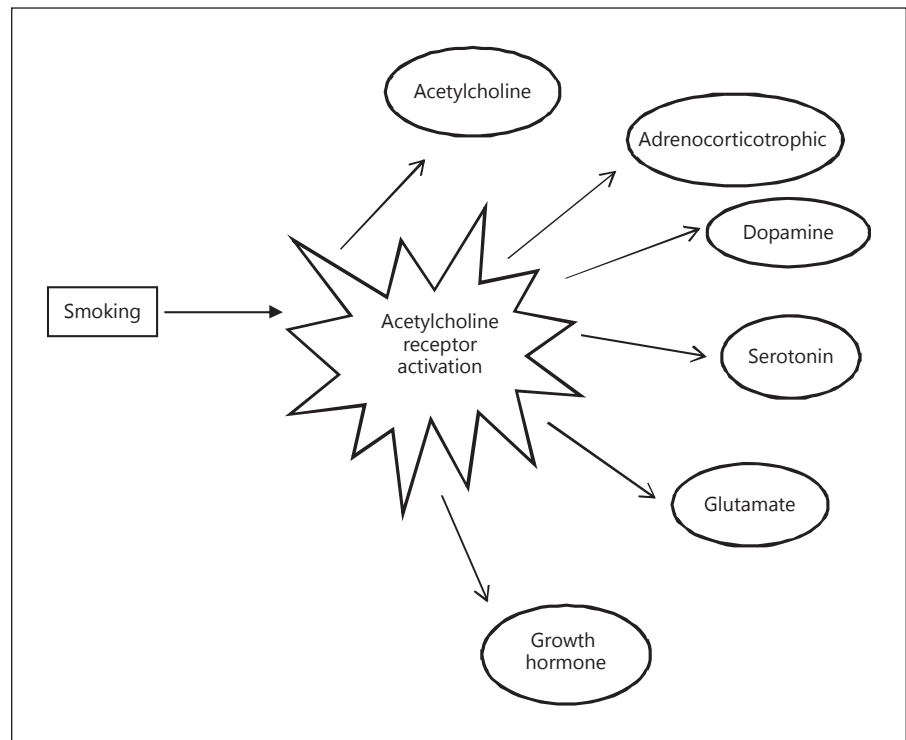 Acetylcholine
Adrenocorticotrophic
Dopamine
Smoking
Acetylcholine
receptor
activation
Serotonin
Glutamate
Growth
hormone